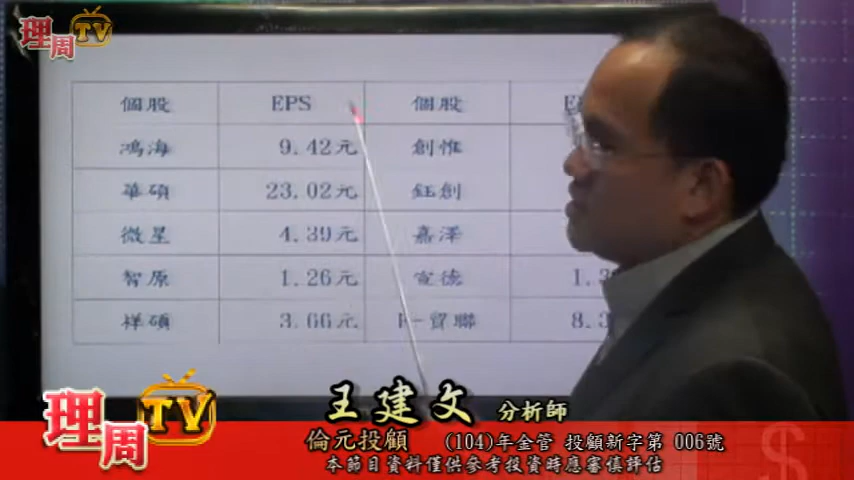 理周TV
個股 EPS 個股
鴻海 9.42元 創惟
華碩 23.02元 鈺創
微星 4.39元 嘉澤
智原 1.26元 宣德 1.3
祥碩 3.66元 F-貿聯 8.3
王建文 分析師
理周TV
倫元投顧 (104)年金管 投顧新字第 006號
本節目資料僅供參考投資時應審慎評估